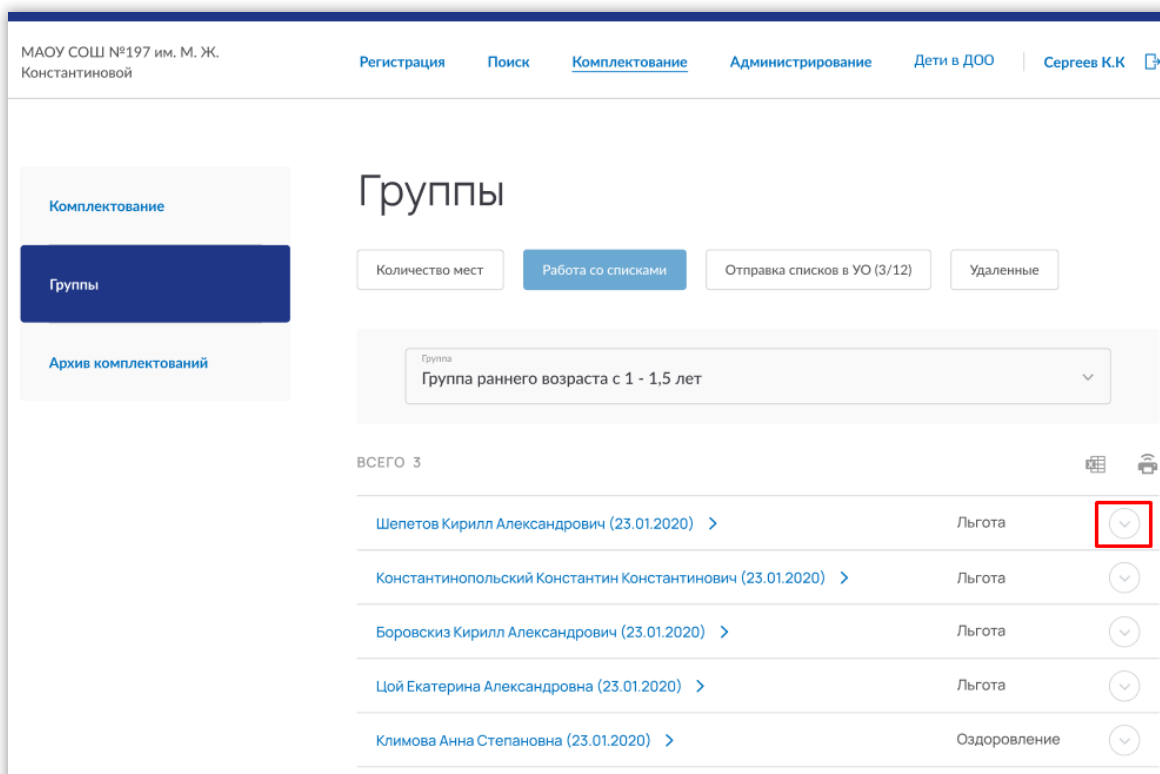 МАОУ СОШ №197 им. М. Ж.
Константиновой
Регистрация Поиск Комплектование Администрирование Дети в ДОО Сергеев К.К
Комплектование
Группы
Архив комплектований
Группы
Количество мест Работа со списками Отправка списков в УО (3/12) Удаленные
Группа
Группа раннего возраста с 1 - 1,5 лет
ВСЕГО 3
Шепетов Кирилл Александрович (23.01.2020) Льгота
Константинопольский Константин Константинович (23.01.2020) Льгота
Боровскиз Кирилл Александрович (23.01.2020) Льгота
Цой Екатерина Александровна (23.01.2020) Льгота
Климова Анна Степановна (23.01.2020) Оздоровление